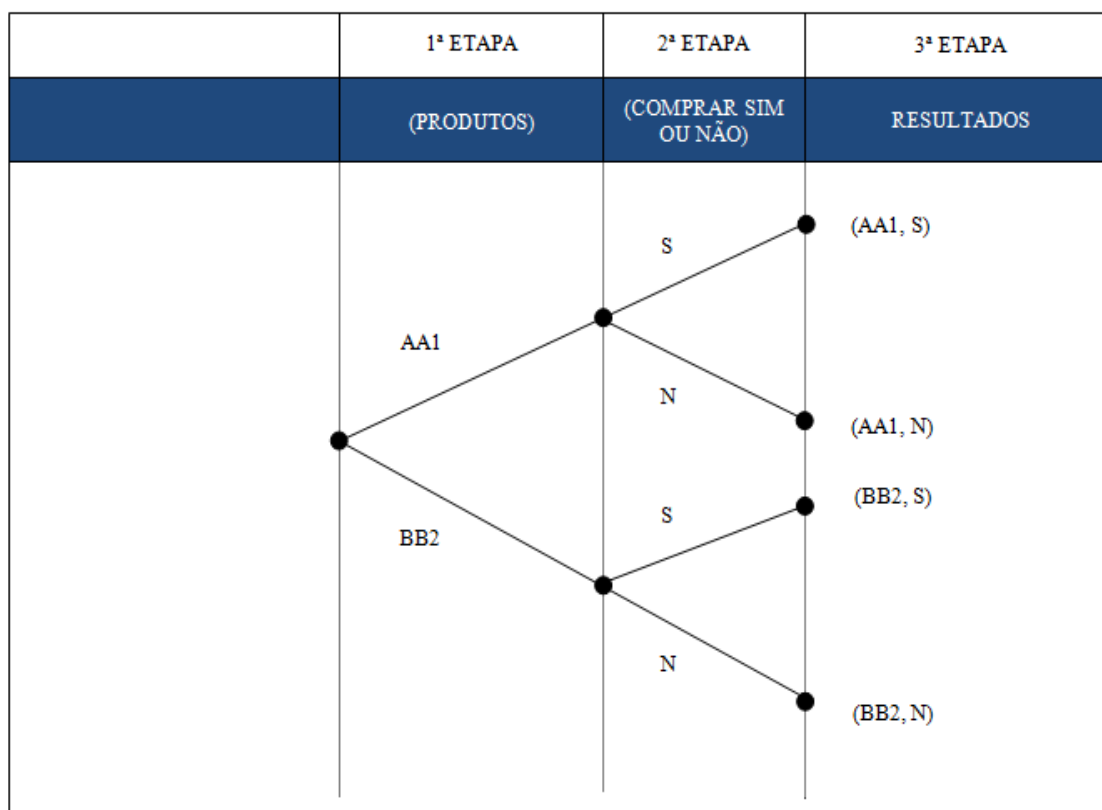 1ª ETAPA
2ª ETAPA
3ª ETAPA
(PRODUTOS)
(COMPRAR SIM
OU NÃO)
RESULTADOS
S
(AA1, S)
AA1
N
(AA1, N)
S
(BB2, S)
BB2
N
(BB2, N)